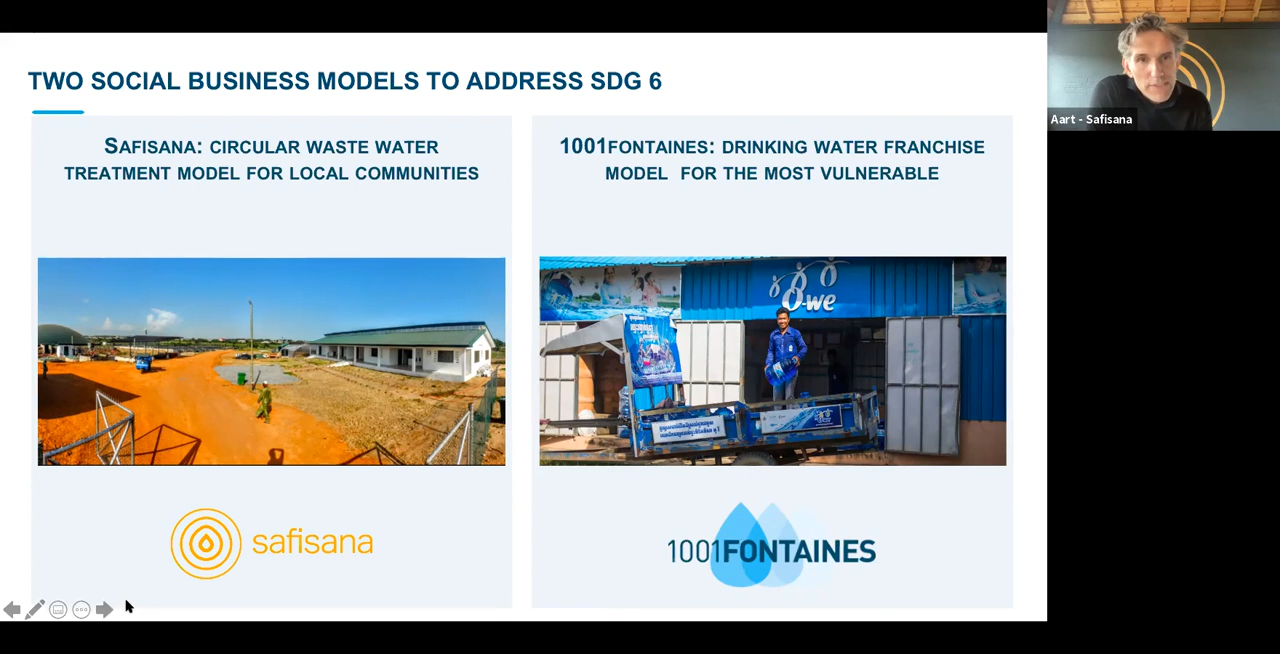 TWO SOCIAL BUSINESS MODELS TO ADDRESS SDG 6
SAFISANA: CIRCULAR WASTE WATER
TREATMENT MODEL FOR LOCAL COMMUNITIES
1001FONTAINES: DRINKING WATER FRANCHISE
MODEL FOR THE MOST VULNERABLE
O-we
safisana
1001FONTAINES
Aart - Safisana